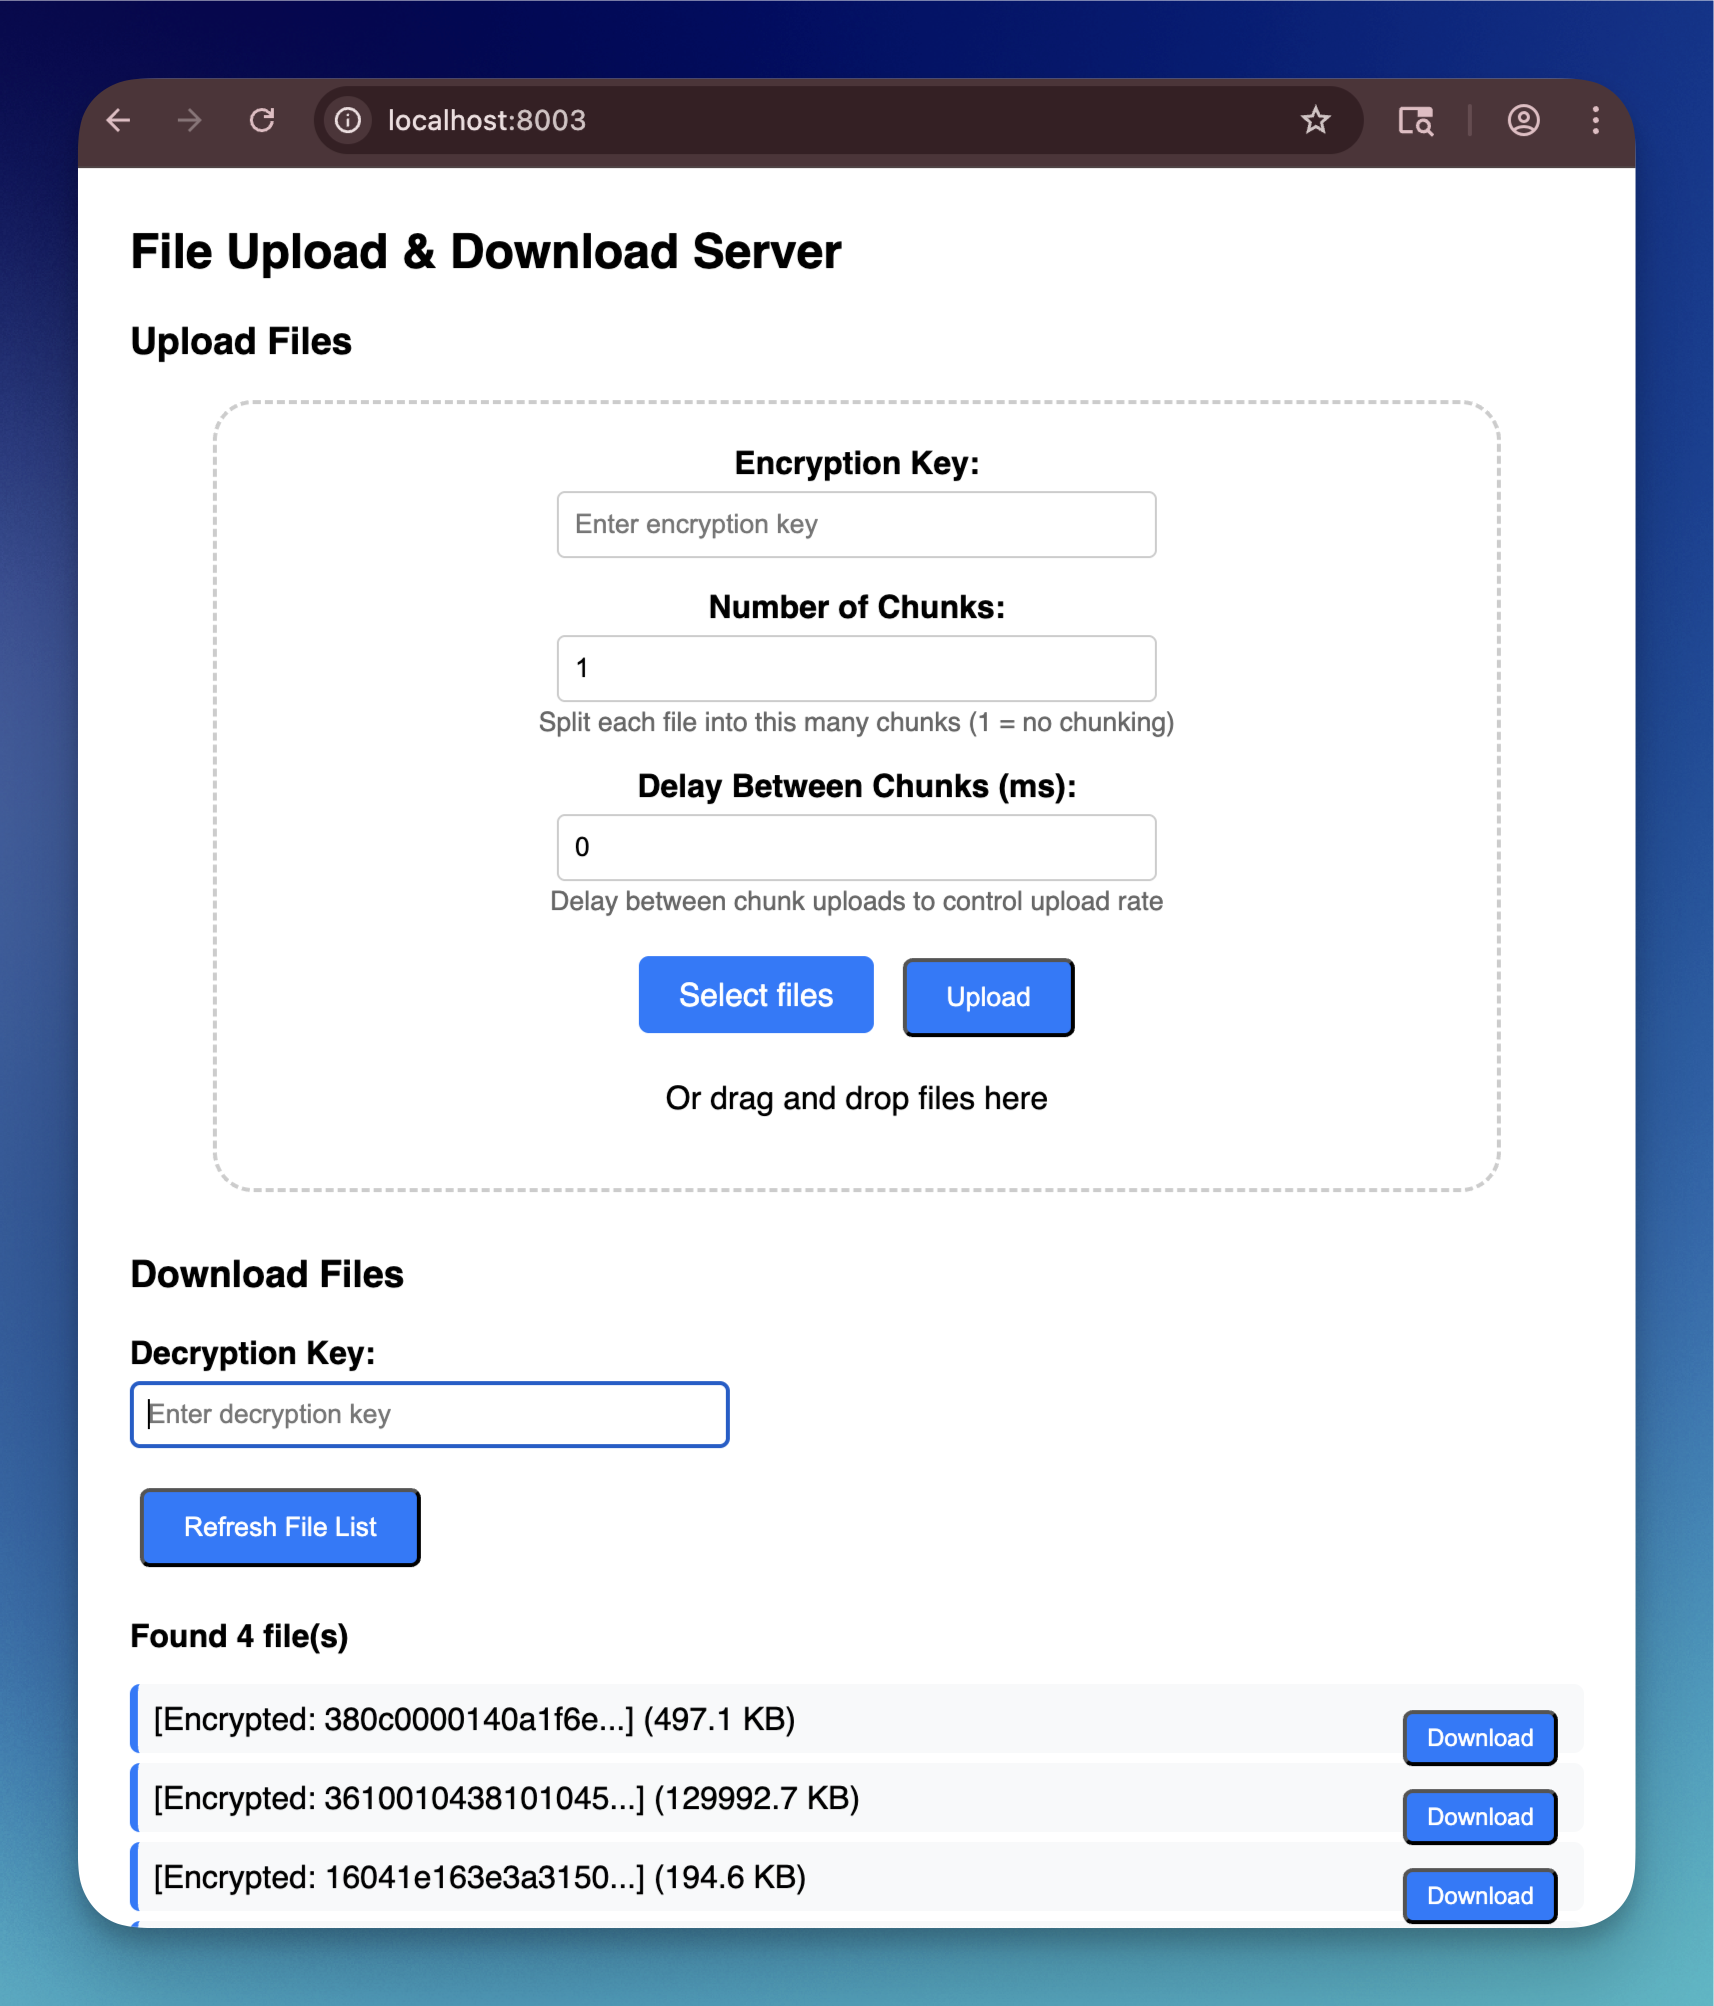 localhost:8003
File Upload & Download Server
Upload Files
Encryption Key:
Enter encryption key
Number of Chunks:
1
Split each file into this many chunks (1 = no chunking)
Delay Between Chunks (ms):
0
Delay between chunk uploads to control upload rate
Select files Upload
Or drag and drop files here
Download Files
Decryption Key:
Enter decryption key
Refresh File List
Found 4 file(s)
[Encrypted: 380c0000140a1f6e...] (497.1 KB) Download
[Encrypted: 3610010438101045...] (129992.7 KB) Download
[Encrypted: 16041e163e3a3150...] (194.6 KB) Download